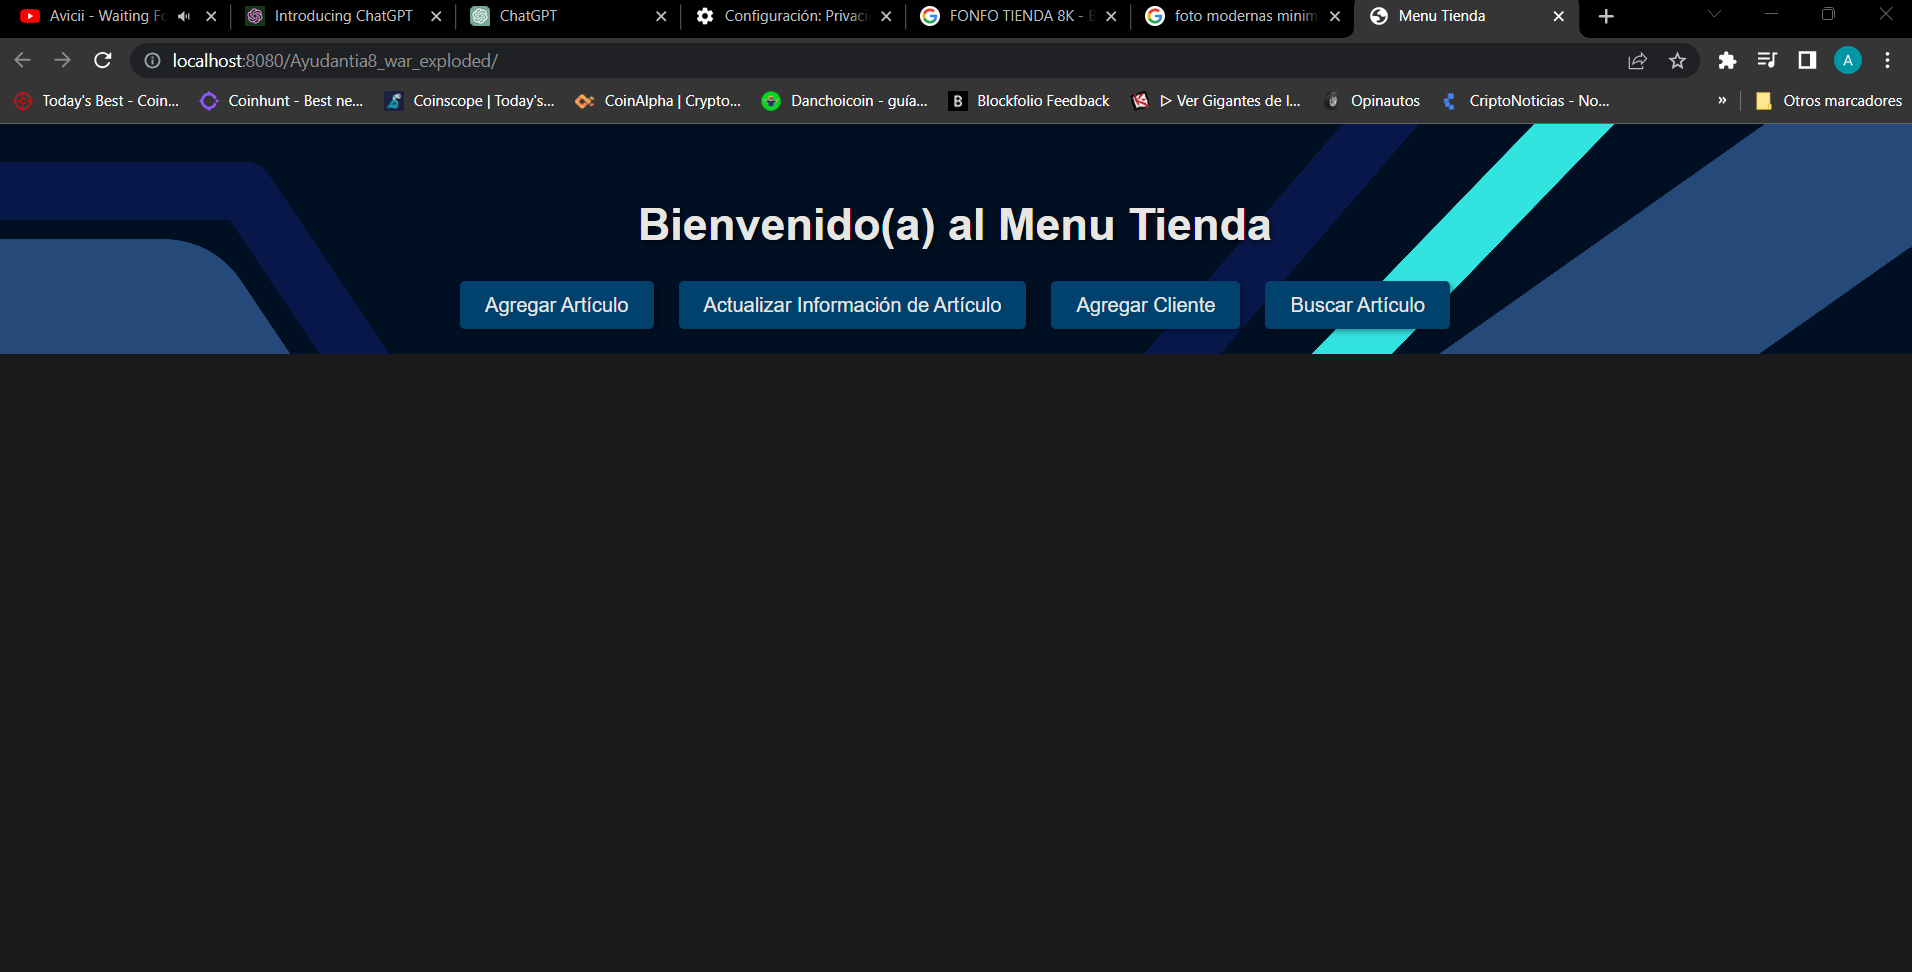 Avicii - Waiting Fo
Introducing ChatGPT
ChatGPT
Configuración: Privaci
FONFO TIENDA 8K - B
foto modernas minim
Menu Tienda
localhost:8080/Ayudantia8_war_exploded/
A
Today's Best - Coin...
Coinhunt - Best ne...
Coinscope | Today's...
CoinAlpha | Crypto...
Danchoicoin - guía...
Blockfolio Feedback
ᐅ Ver Gigantes de l...
Opinautos
CriptoNoticias - No...
»
Otros marcadores
Bienvenido(a) al Menu Tienda
Agregar Artículo
Actualizar Información de Artículo
Agregar Cliente
Buscar Artículo